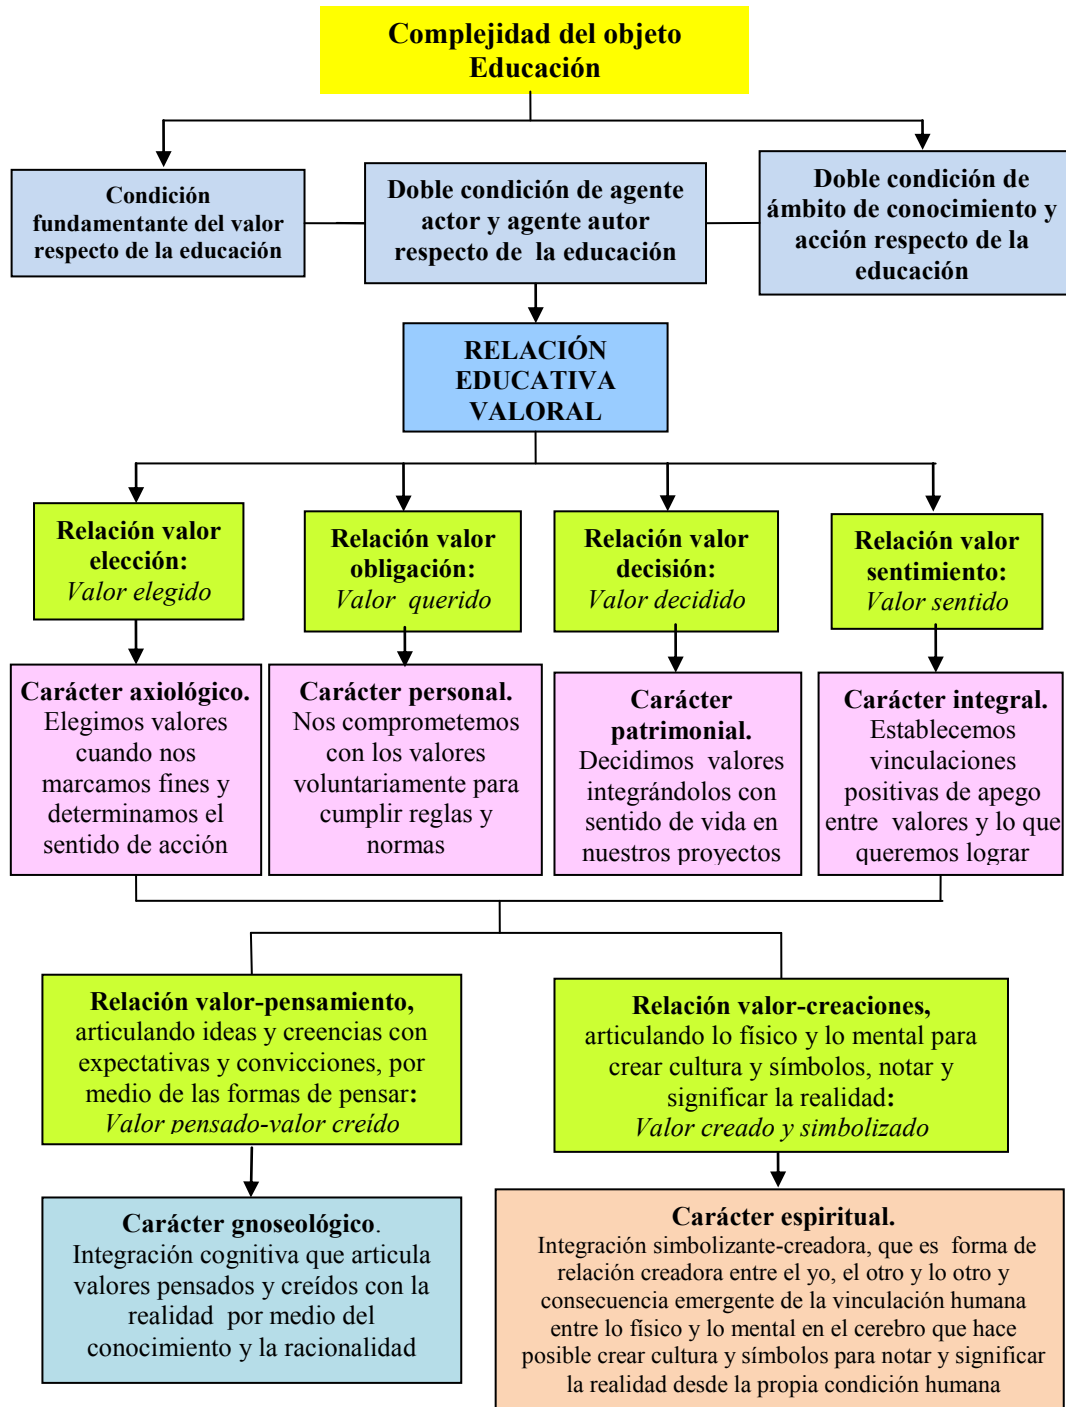 Complejidad del objeto
Educación
Condición
fundamentante del valor
respecto de la educación
Doble condición de agente
actor y agente autor
respecto de  la educación
Doble condición de
ámbito de conocimiento y
acción respecto de la
educación
RELACIÓN
EDUCATIVA
VALORAL
Relación valor
elección:
Valor elegido
Relación valor
obligación:
Valor  querido
Relación valor
decisión:
Valor decidido
Relación valor
sentimiento:
Valor sentido
Carácter axiológico.
Elegimos valores
cuando nos
marcamos fines y
determinamos el
sentido de acción
Carácter personal.
Nos comprometemos
con los valores
voluntariamente para
cumplir reglas y
normas
Carácter
patrimonial.
Decidimos  valores
integrándolos con
sentido de vida en
nuestros proyectos
Carácter integral.
Establecemos
vinculaciones
positivas de apego
entre  valores y lo que
queremos lograr
Relación valor-pensamiento,
articulando ideas y creencias con
expectativas y convicciones, por
medio de las formas de pensar:
Valor pensado-valor creído
Relación valor-creaciones,
articulando lo físico y lo mental para
crear cultura y símbolos, notar y
significar la realidad:
Valor creado y simbolizado
Carácter gnoseológico.
Integración cognitiva que articula
valores pensados y creídos con la
realidad  por medio del
conocimiento y la racionalidad
Carácter espiritual.
Integración simbolizante-creadora, que es  forma de
relación creadora entre el yo, el otro y lo otro y
consecuencia emergente de la vinculación humana
entre lo físico y lo mental en el cerebro que hace
posible crear cultura y símbolos para notar y significar
la realidad desde la propia condición humana